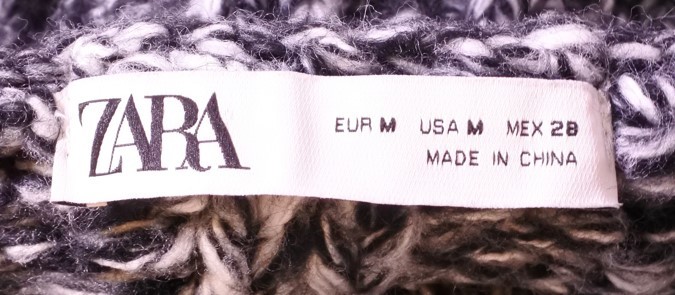 ZARA
EUR M USA M MEX 28
MADE IN CHINA